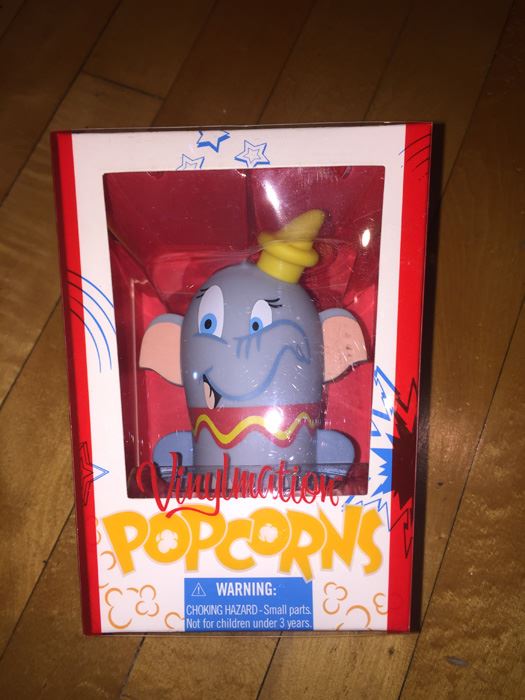 Vinylmation
POPCORNS
WARNING:
CHOKING HAZARD - Small parts.
Not for children under 3 years.